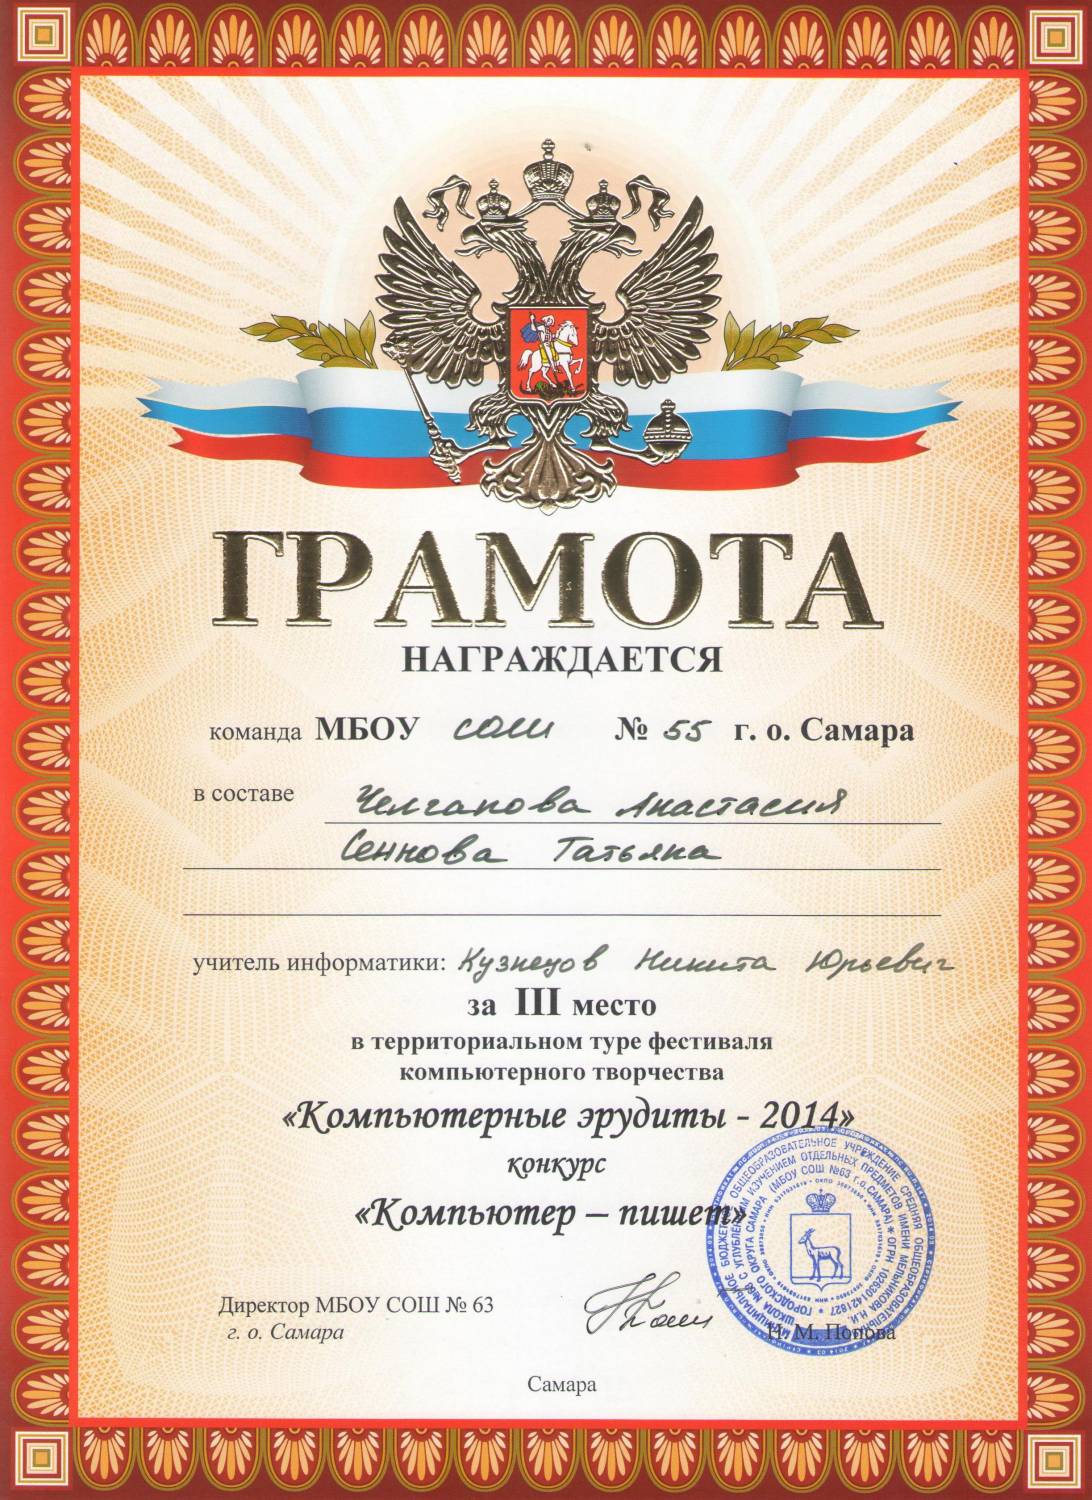 ГРАМОТА
НАГРАЖДАЕТСЯ
команда МБОУ СОШ № 55 г. о. Самара
в составе Челганова Анастасия
Сеннова Татьяна
учитель информатики: Кузнецов Никита Юрьевич
за III место
в территориальном туре фестиваля
компьютерного творчества
«Компьютерные эрудиты - 2014»
конкурс
«Компьютер – пишет»
Директор МБОУ СОШ № 63
г. о. Самара
Н. М. Попова
Самара